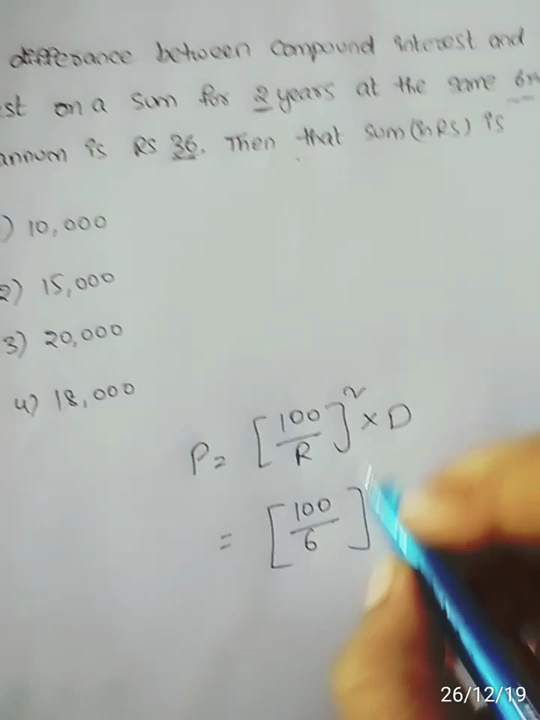 differance between compound interest and
est on a sum for 2 years at the same 6%
annum is RS 36. Then that sum (in RS) is
) 10,000
2) 15,000
3) 20,000
4) 18,000
P= [100/R]² × D
= [100/6]
26/12/19